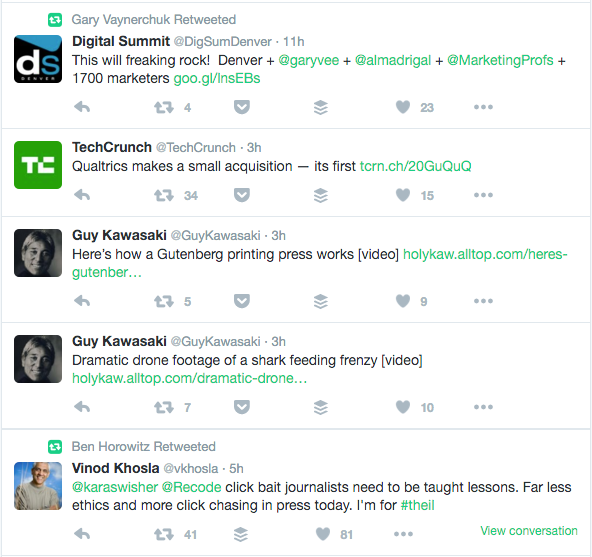 Gary Vaynerchuk Retweeted
Digital Summit @DigSumDenver · 11h
This will freaking rock!  Denver + @garyvee + @almadrigal + @MarketingProfs +
1700 marketers goo.gl/lnsEBs
ds
DENVER
4
23
TechCrunch @TechCrunch · 3h
Qualtrics makes a small acquisition — its first tcrn.ch/20GuQuQ
TC
34
15
Guy Kawasaki @GuyKawasaki · 3h
Here's how a Gutenberg printing press works [video] holykaw.alltop.com/heres-
gutenber…
5
9
Guy Kawasaki @GuyKawasaki · 3h
Dramatic drone footage of a shark feeding frenzy [video]
holykaw.alltop.com/dramatic-drone…
7
10
Ben Horowitz Retweeted
Vinod Khosla @vkhosla · 5h
@karaswisher @Recode click bait journalists need to be taught lessons. Far less
ethics and more click chasing in press today. I'm for #theil
41
81
View conversation